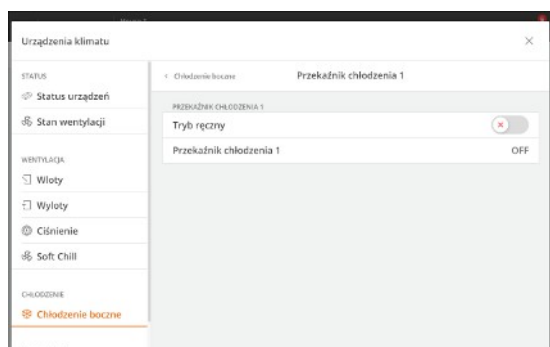 Urządzenia klimatu
STATUS
Status urządzeń
Stan wentylacji
WENTYLACJA
Wloty
Wyloty
Ciśnienie
Soft Chill
CHŁODZENIE
Chłodzenie boczne
Chłodzenie boczne
Przekaźnik chłodzenia 1
PRZEKAŹNIK CHŁODZENIA 1
Tryb ręczny
Przekaźnik chłodzenia 1 OFF